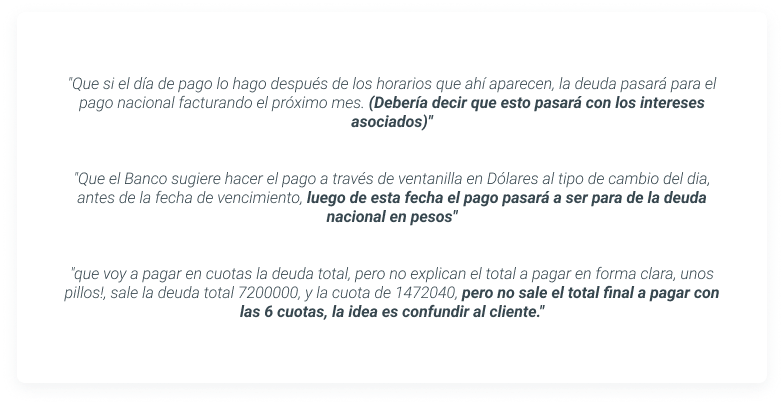 "Que si el día de pago lo hago después de los horarios que ahí aparecen, la deuda pasará para el
pago nacional facturando el próximo mes. (Debería decir que esto pasará con los intereses
asociados)"
"Que el Banco sugiere hacer el pago a través de ventanilla en Dólares al tipo de cambio del dia,
antes de la fecha de vencimiento, luego de esta fecha el pago pasará a ser para de la deuda
nacional en pesos"
"que voy a pagar en cuotas la deuda total, pero no explican el total a pagar en forma clara, unos
pillos!, sale la deuda total 7200000, y la cuota de 1472040, pero no sale el total final a pagar con
las 6 cuotas, la idea es confundir al cliente."